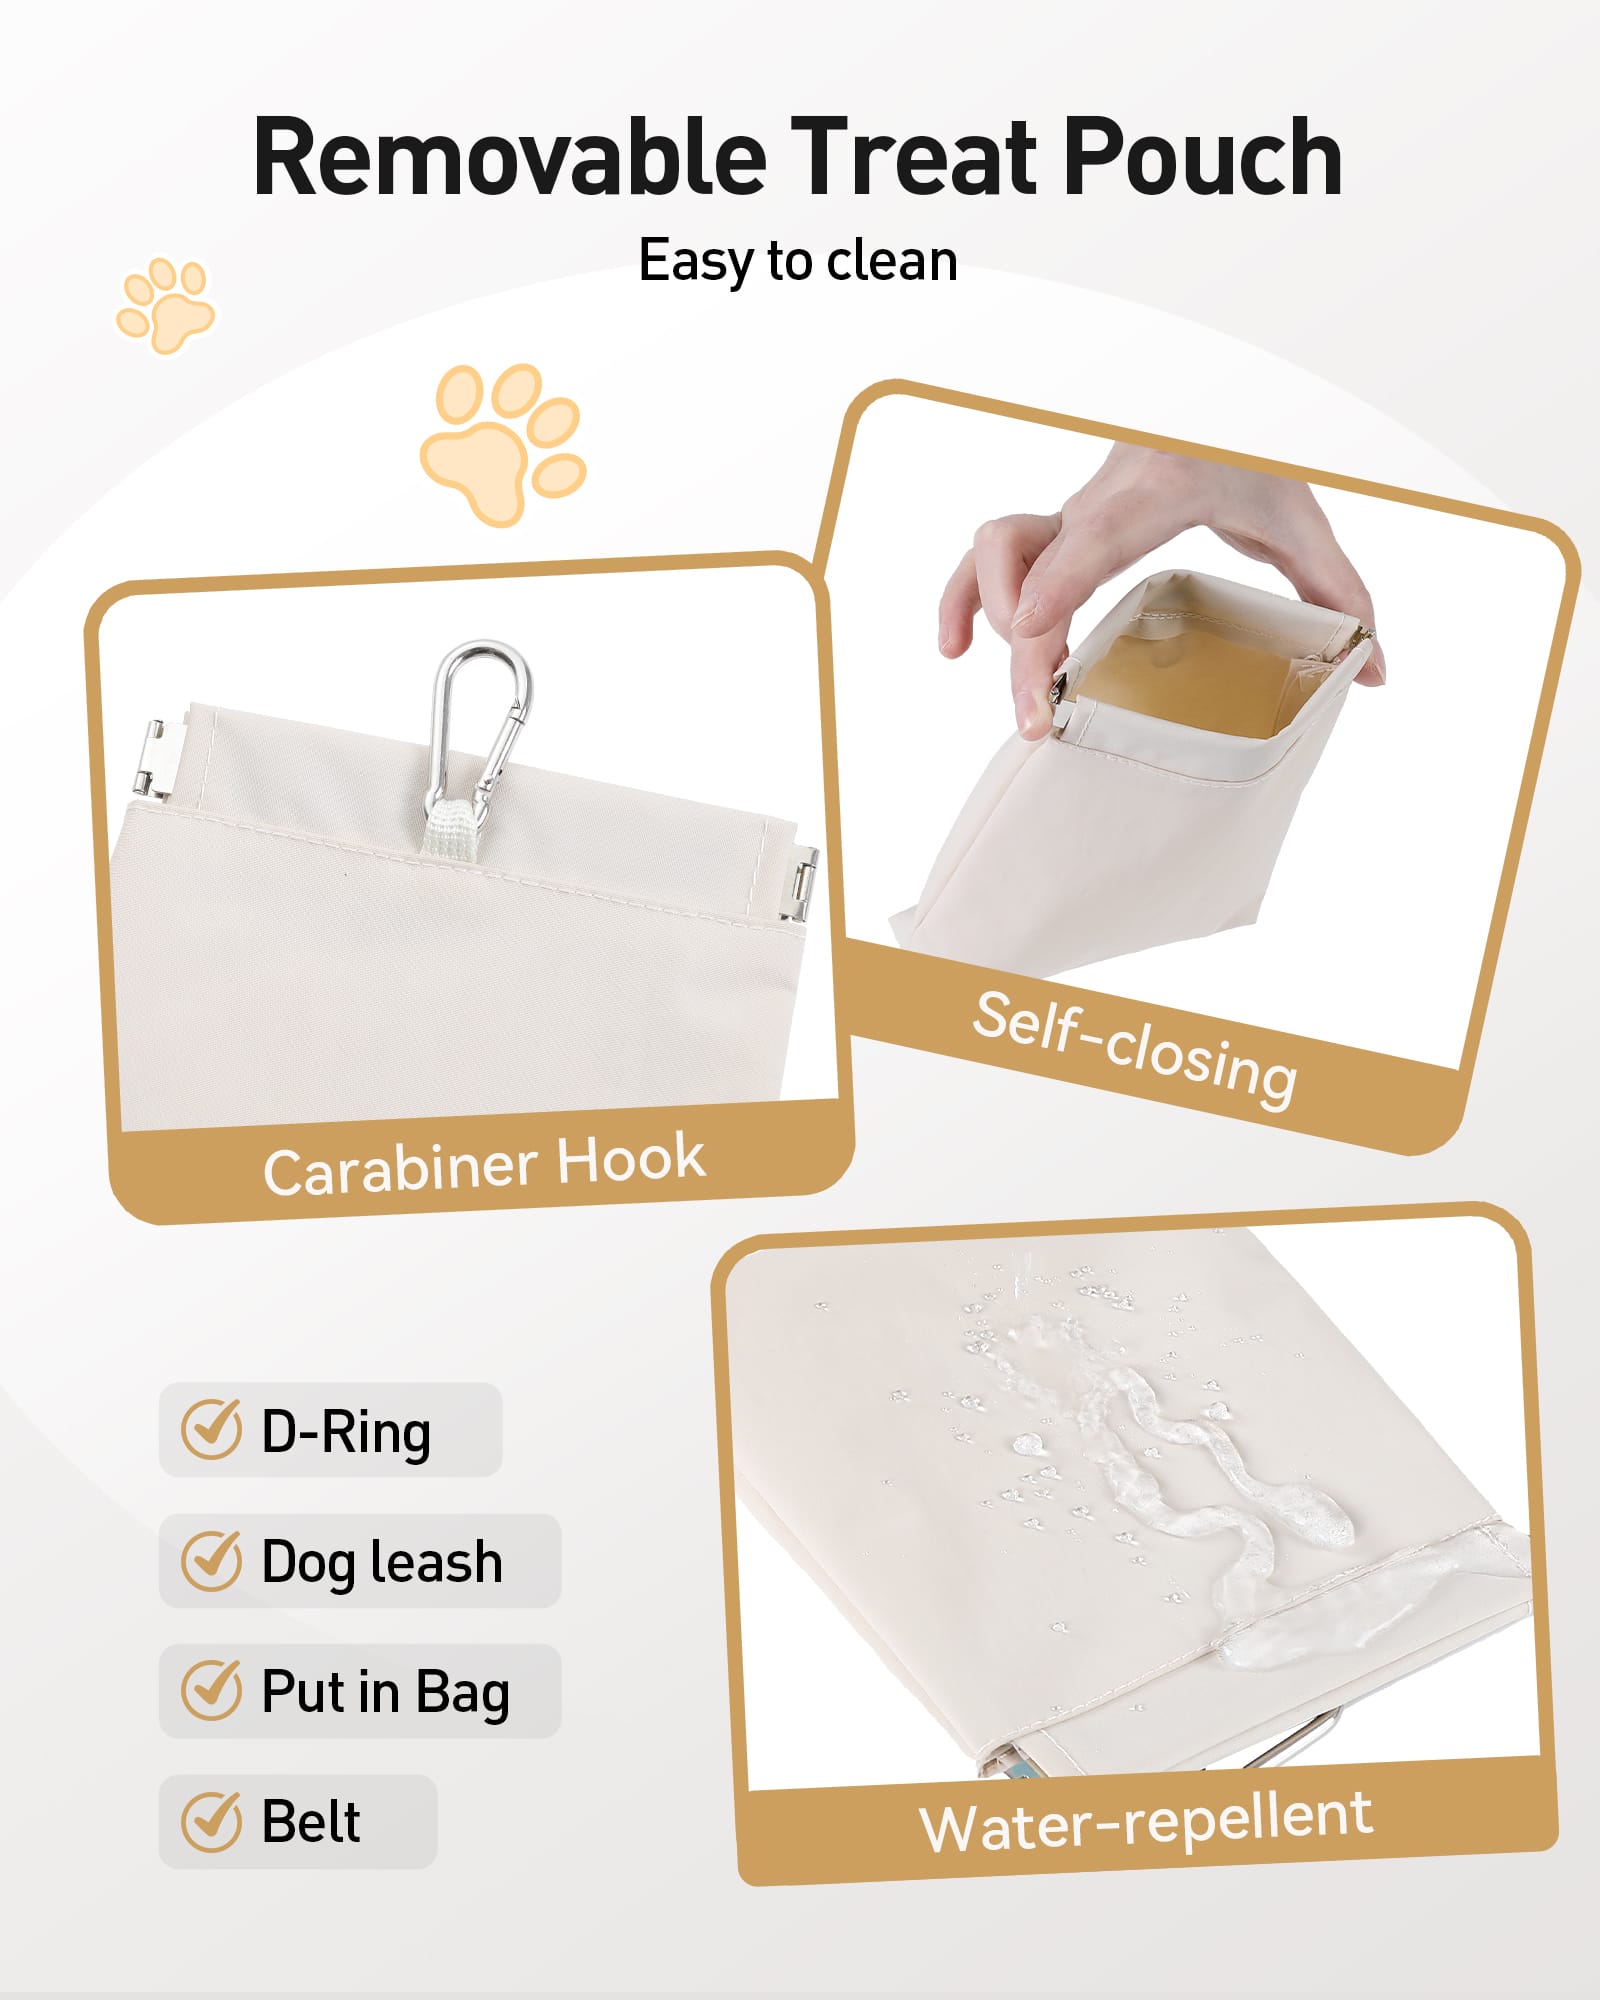 Removable Treat Pouch
Easy to clean
Self-closing
Carabiner Hook
D-Ring
Dog leash
Put in Bag
Belt
Water-repellent